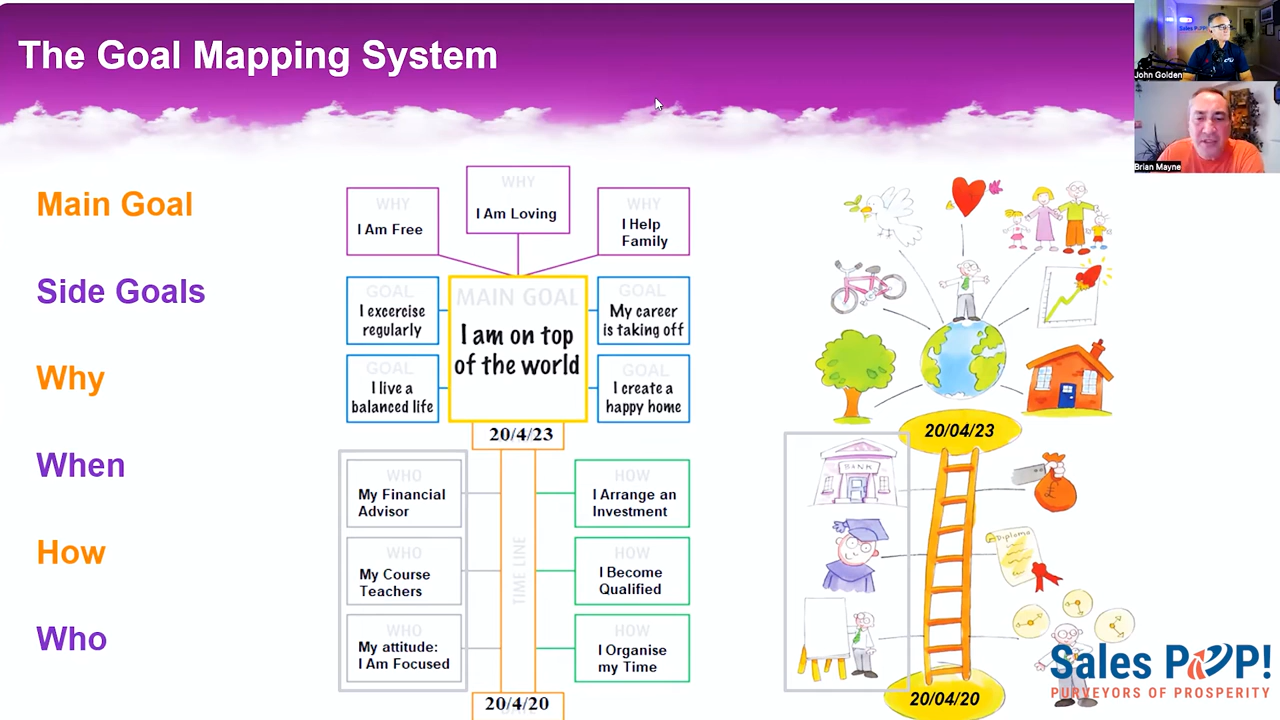 The Goal Mapping System
Sales POP!
John Golden
Brian Mayne
Main Goal
Side Goals
Why
When
How
Who
WHY
I Am Free
WHY
I Am Loving
WHY
I Help
Family
GOAL
I excercise
regularly
MAIN GOAL
I am on top
of the world
GOAL
My career
is taking off
GOAL
I live a
balanced life
GOAL
I create a
happy home
20/4/23
WHO
My Financial
Advisor
HOW
I Arrange an
Investment
WHO
My Course
Teachers
TIME LINE
HOW
I Become
Qualified
WHO
My attitude:
I Am Focused
HOW
I Organise
my Time
20/4/20
20/04/23
BANK
£
Diploma
20/04/20
Sales POP!
PURVEYORS OF PROSPERITY